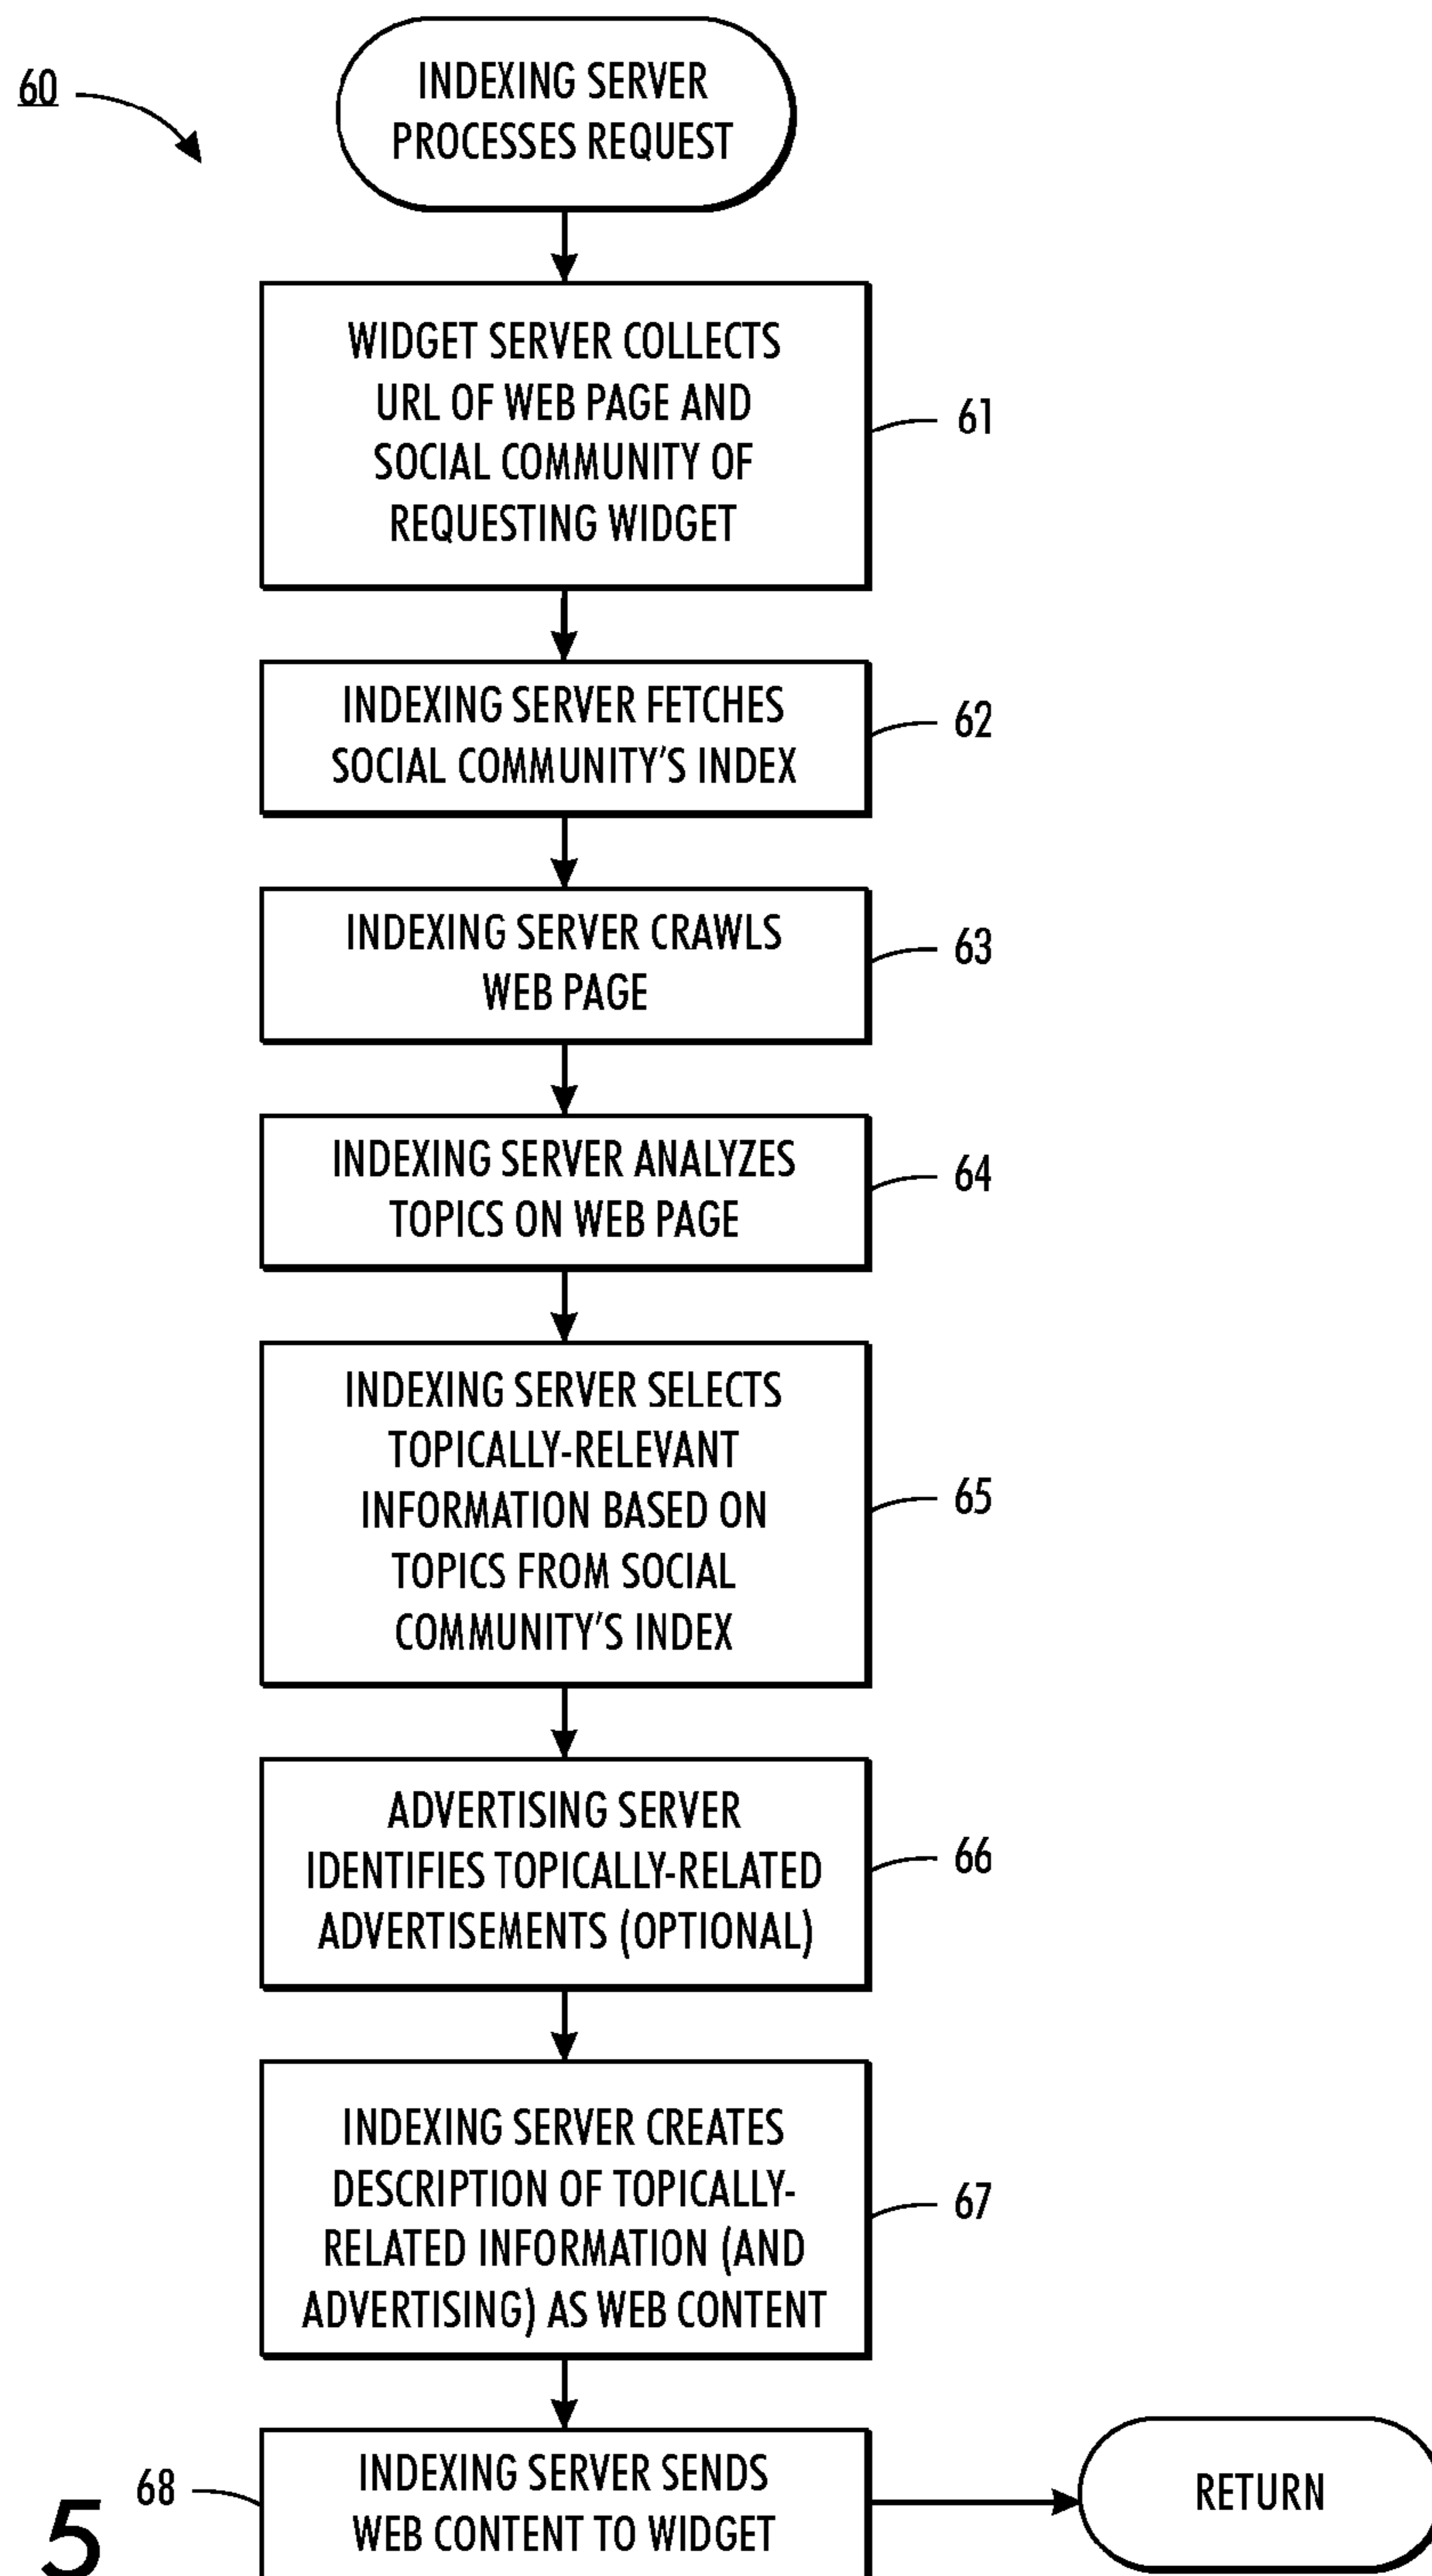 60
INDEXING SERVER
PROCESSES REQUEST
WIDGET SERVER COLLECTS
URL OF WEB PAGE AND
SOCIAL COMMUNITY OF
REQUESTING WIDGET
61
INDEXING SERVER FETCHES
SOCIAL COMMUNITY'S INDEX
62
INDEXING SERVER CRAWLS
WEB PAGE
63
INDEXING SERVER ANALYZES
TOPICS ON WEB PAGE
64
INDEXING SERVER SELECTS
TOPICALLY-RELEVANT
INFORMATION BASED ON
TOPICS FROM SOCIAL
COMMUNITY'S INDEX
65
ADVERTISING SERVER
IDENTIFIES TOPICALLY-RELATED
ADVERTISEMENTS (OPTIONAL)
66
INDEXING SERVER CREATES
DESCRIPTION OF TOPICALLY-
RELATED INFORMATION (AND
ADVERTISING) AS WEB CONTENT
67
68
INDEXING SERVER SENDS
WEB CONTENT TO WIDGET
RETURN
5